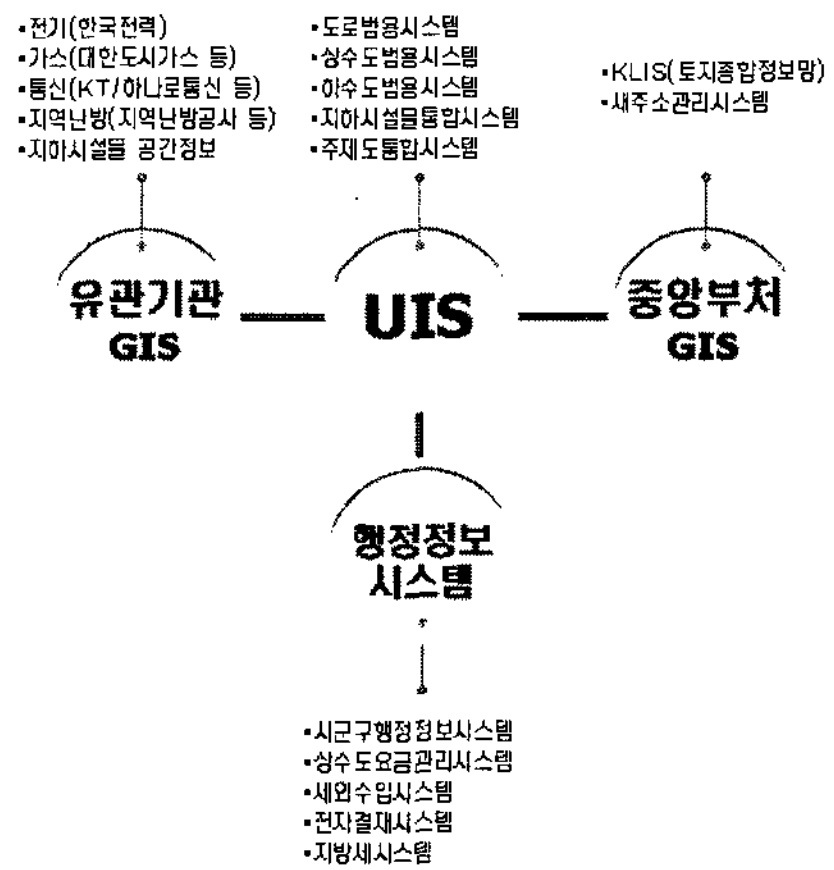 ▪전기(한국전력)
▪가스(대한도시가스 등)
▪통신(KT/하나로통신 등)
▪지역난방(지역난방공사 등)
▪지하시설물 공간정보
▪도로범용시스템
▪상수도범용시스템
▪하수도범용시스템
▪지하시설물통합시스템
▪주제도통합시스템
▪KLIS(토지종합정보망)
▪새주소관리시스템
유관기관
GIS
UIS
중앙부처
GIS
행정정보
시스템
▪시군구행정정보시스템
▪상수도요금관리시스템
▪세외수입시스템
▪전자결재시스템
▪지방세시스템